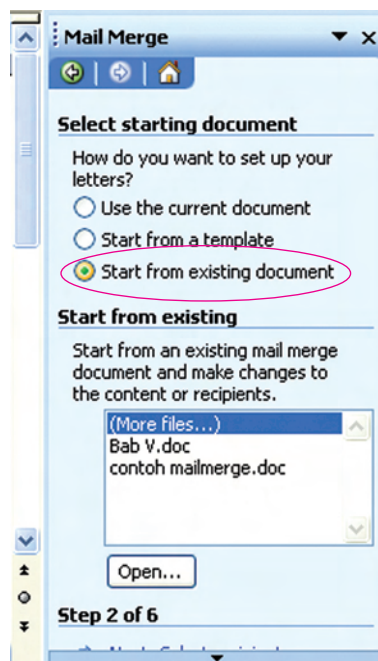 Mail Merge
Select starting document
How do you want to set up your
letters?
Use the current document
Start from a template
Start from existing document
Start from existing
Start from an existing mail merge
document and make changes to
the content or recipients.
(More files...)
Bab V.doc
contoh mailmerge.doc
Open...
Step 2 of 6